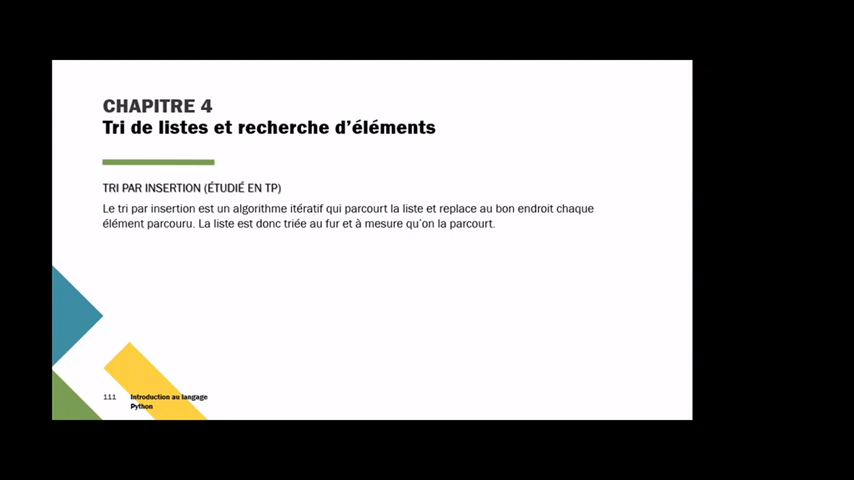 CHAPITRE 4
Tri de listes et recherche d'éléments
TRI PAR INSERTION (ÉTUDIÉ EN TP)
Le tri par insertion est un algorithme itératif qui parcourt la liste et replace au bon endroit chaque
élément parcouru. La liste est donc triée au fur et à mesure qu'on la parcourt.
111 Introduction au langage
Python